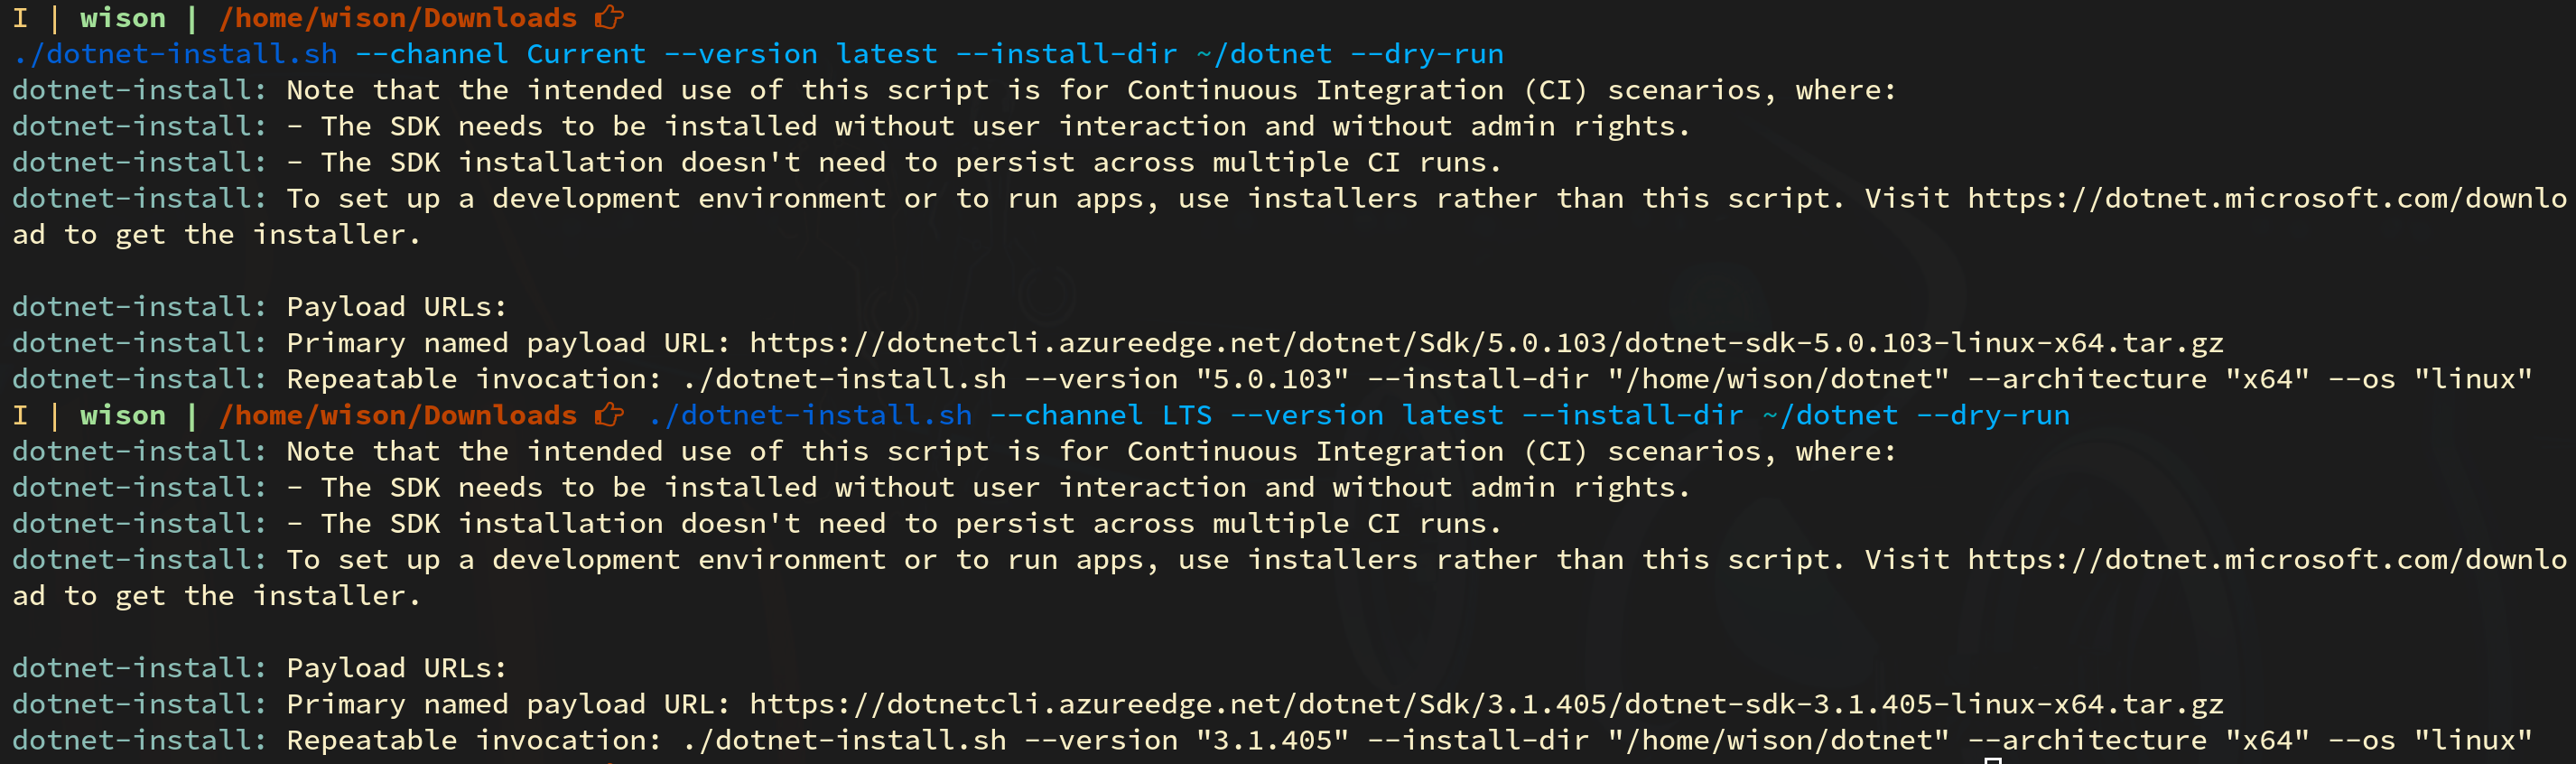 I | wison | /home/wison/Downloads 👉
./dotnet-install.sh --channel Current --version latest --install-dir ~/dotnet --dry-run
dotnet-install: Note that the intended use of this script is for Continuous Integration (CI) scenarios, where:
dotnet-install: - The SDK needs to be installed without user interaction and without admin rights.
dotnet-install: - The SDK installation doesn't need to persist across multiple CI runs.
dotnet-install: To set up a development environment or to run apps, use installers rather than this script. Visit https://dotnet.microsoft.com/downlo
ad to get the installer.
dotnet-install: Payload URLs:
dotnet-install: Primary named payload URL: https://dotnetcli.azureedge.net/dotnet/Sdk/5.0.103/dotnet-sdk-5.0.103-linux-x64.tar.gz
dotnet-install: Repeatable invocation: ./dotnet-install.sh --version "5.0.103" --install-dir "/home/wison/dotnet" --architecture "x64" --os "linux"
I | wison | /home/wison/Downloads 👉 ./dotnet-install.sh --channel LTS --version latest --install-dir ~/dotnet --dry-run
dotnet-install: Note that the intended use of this script is for Continuous Integration (CI) scenarios, where:
dotnet-install: - The SDK needs to be installed without user interaction and without admin rights.
dotnet-install: - The SDK installation doesn't need to persist across multiple CI runs.
dotnet-install: To set up a development environment or to run apps, use installers rather than this script. Visit https://dotnet.microsoft.com/downlo
ad to get the installer.
dotnet-install: Payload URLs:
dotnet-install: Primary named payload URL: https://dotnetcli.azureedge.net/dotnet/Sdk/3.1.405/dotnet-sdk-3.1.405-linux-x64.tar.gz
dotnet-install: Repeatable invocation: ./dotnet-install.sh --version "3.1.405" --install-dir "/home/wison/dotnet" --architecture "x64" --os "linux"